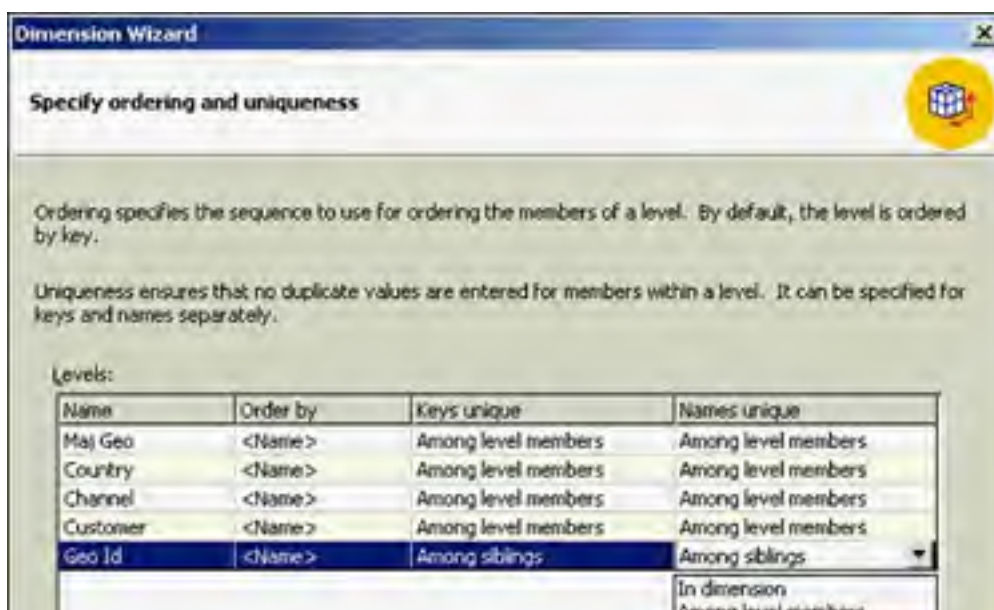 Dimension Wizard
Specify ordering and uniqueness
Ordering specifies the sequence to use for ordering the members of a level. By default, the level is ordered
by key.
Uniqueness ensures that no duplicate values are entered for members within a level. It can be specified for
keys and names separately.
Levels:
Name Order by Keys unique Names unique
Maj Geo <Name> Among level members Among level members
Country <Name> Among level members Among level members
Channel <Name> Among level members Among level members
Customer <Name> Among level members Among level members
Geo Id <Name> Among siblings Among siblings
In dimension
Among level members